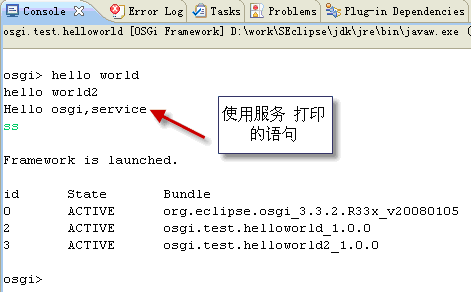 Console Error Log Tasks Problems Plug-in Dependencies
osgi.test.helloworld [OSGi Framework] D:\work\SEclipse\jdk\jre\bin\javaw.exe
osgi> hello world
hello world2
Hello osgi,service
ss
使用服务 打印
的语句
Framework is launched.
id State Bundle
0 ACTIVE org.eclipse.osgi_3.3.2.R33x_v20080105
2 ACTIVE osgi.test.helloworld_1.0.0
3 ACTIVE osgi.test.helloworld2_1.0.0
osgi>